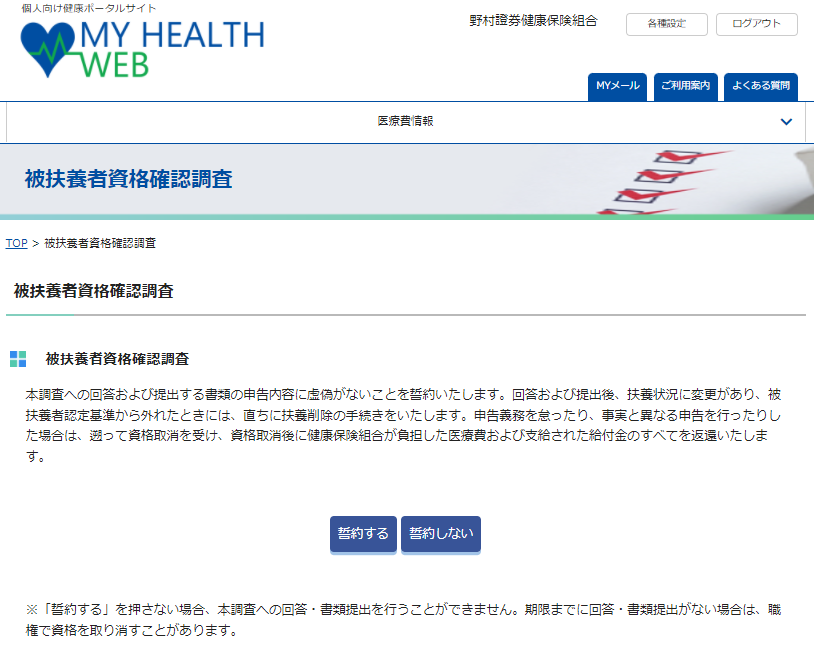 個人向け健康ポータルサイト
MY HEALTH
WEB
野村證券健康保険組合
各種設定
ログアウト
MYメール
ご利用案内
よくある質問
医療費情報
被扶養者資格確認調査
TOP > 被扶養者資格確認調査
被扶養者資格確認調査
被扶養者資格確認調査
本調査への回答および提出する書類の申告内容に虚偽がないことを誓約いたします。回答および提出後、扶養状況に変更があり、被
扶養者認定基準から外れたときには、直ちに扶養削除の手続きをいたします。申告義務を怠ったり、事実と異なる申告を行ったりし
た場合は、遡って資格取消を受け、資格取消後に健康保険組合が負担した医療費および支給された給付金のすべてを返還いたしま
す。
誓約する
誓約しない
※「誓約する」を押さない場合、本調査への回答・書類提出を行うことができません。期限までに回答・書類提出がない場合は、職
権で資格を取り消すことがあります。